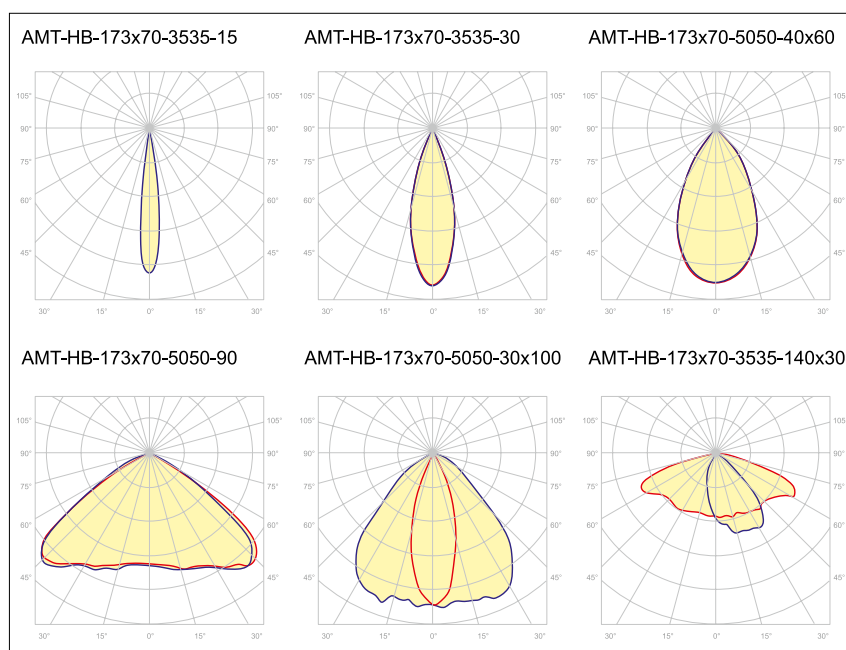 AMT-HB-173x70-3535-15
AMT-HB-173x70-3535-30
AMT-HB-173x70-5050-40x60
105° 105° 105° 105° 105° 105°
90° 90° 90° 90° 90° 90°
75° 75° 75° 75° 75° 75°
60° 60° 60° 60° 60° 60°
45° 45° 45° 45° 45° 45°
30° 15° 0° 15° 30° 30° 15° 0° 15° 30° 30° 15° 0° 15° 30°
AMT-HB-173x70-5050-90
AMT-HB-173x70-5050-30x100
AMT-HB-173x70-3535-140x30
105° 105° 105° 105° 105° 105°
90° 90° 90° 90° 90° 90°
75° 75° 75° 75° 75° 75°
60° 60° 60° 60° 60° 60°
45° 45° 45° 45° 45° 45°
30° 15° 0° 15° 30° 30° 15° 0° 15° 30° 30° 15° 0° 15° 30°